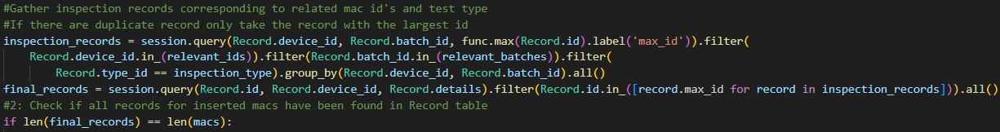 #Gather inspection records corresponding to related mac id's and test type
#If there are duplicate record only take the record with the largest id
inspection_records = session.query(Record.device_id, Record.batch_id, func.max(Record.id).label('max_id')).filter(
    Record.device_id.in_(relevant_ids)).filter(Record.batch_id.in_(relevant_batches)).filter(
        Record.type_id == inspection_type).group_by(Record.device_id, Record.batch_id).all()
final_records = session.query(Record.id, Record.device_id, Record.details).filter(Record.id.in_([record.max_id for record in inspection_records])).all()
#2: Check if all records for inserted macs have been found in Record table
if len(final_records) == len(macs):